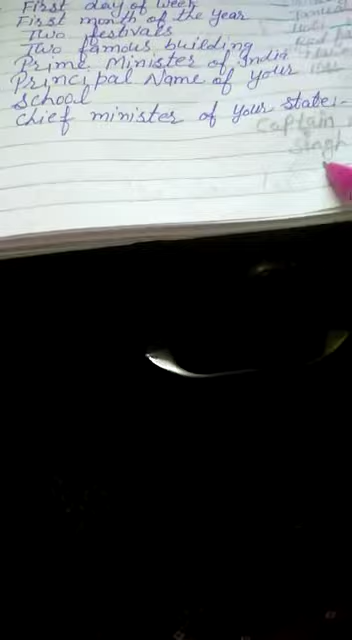 First day of week
First month of the year
Two festivals
Two famous building
Prime Minister of India
Principal Name of your
School
chief minister of your state:-
Captain
Singh